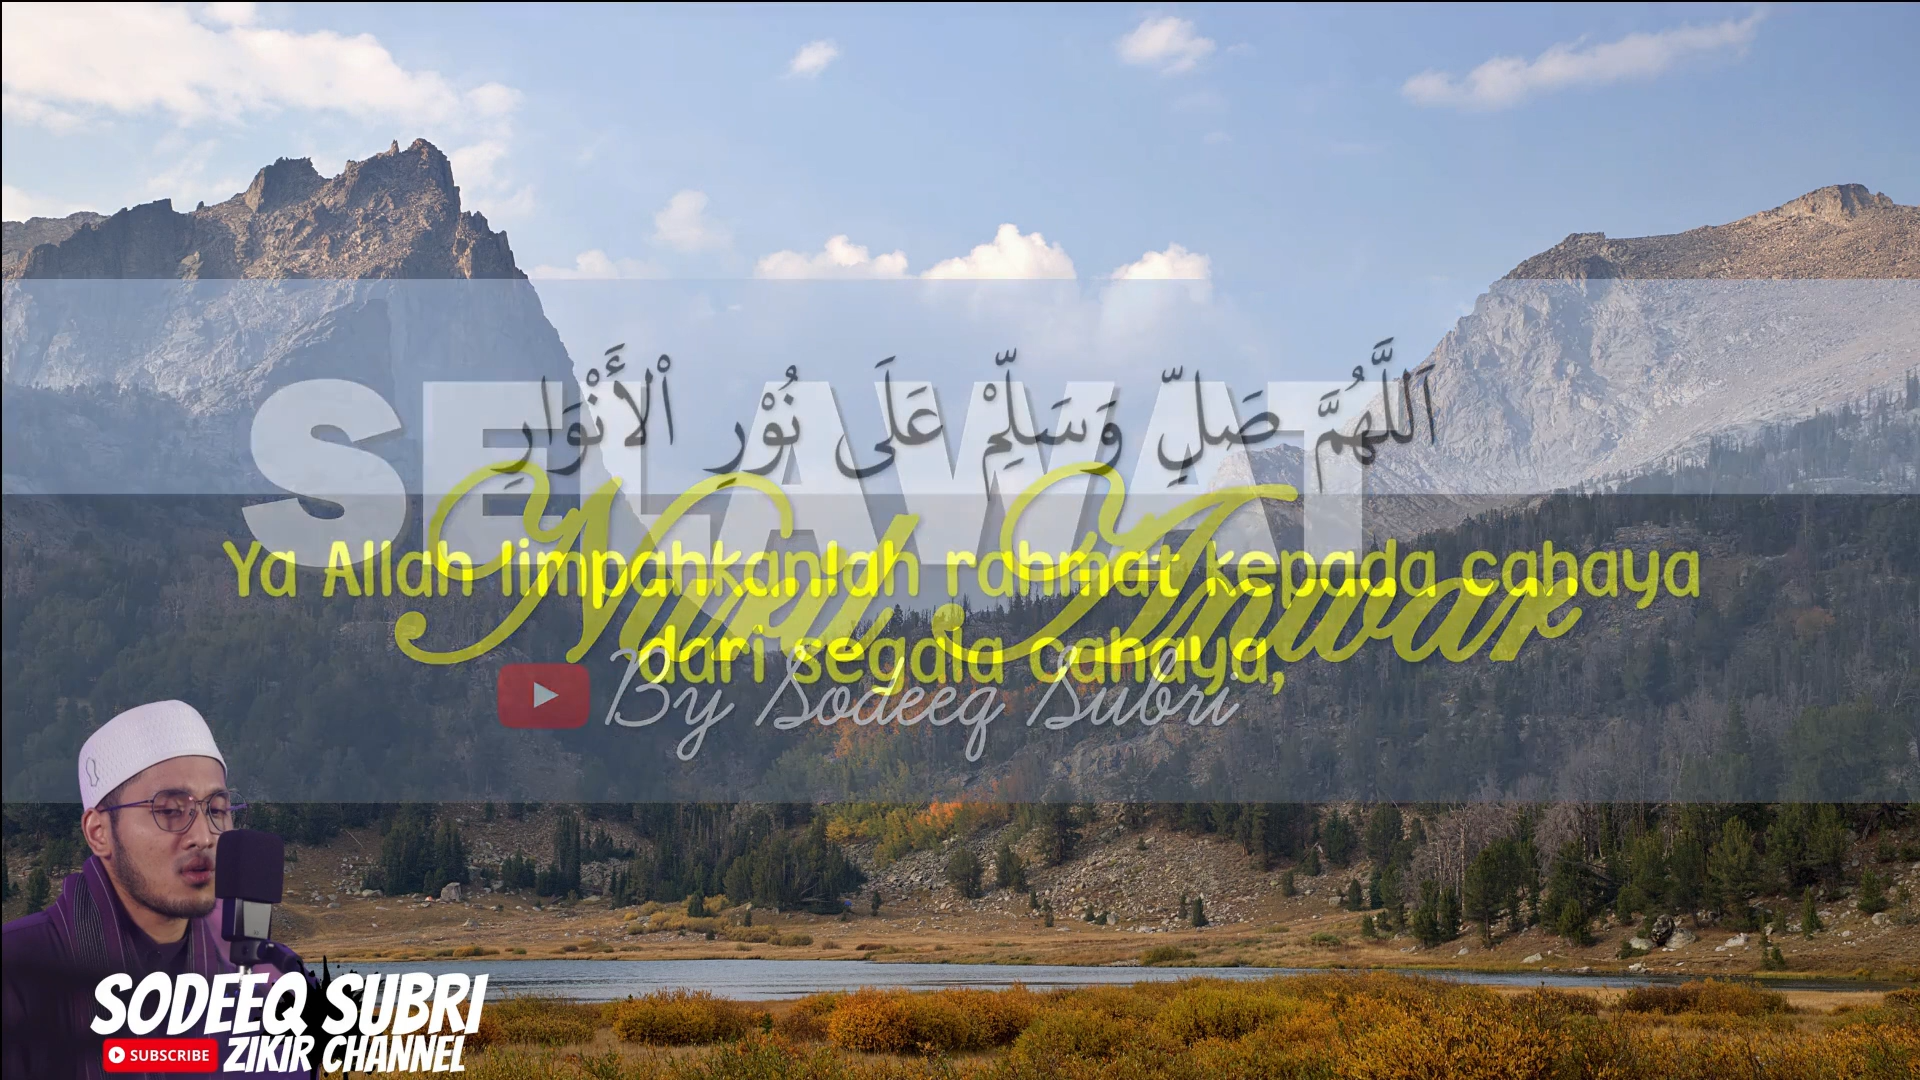 اَللَّهُمَّ صَلِّ وَسَلِّمْ عَلَى نُوْرِ اْلأَنْوَارِ
SELAWAT
Nurul Anwar
Ya Allah limpahkanlah rahmat kepada cahaya
dari segala cahaya,
By Sodeeq Subri
SODEEQ SUBRI
SUBSCRIBE ZIKIR CHANNEL